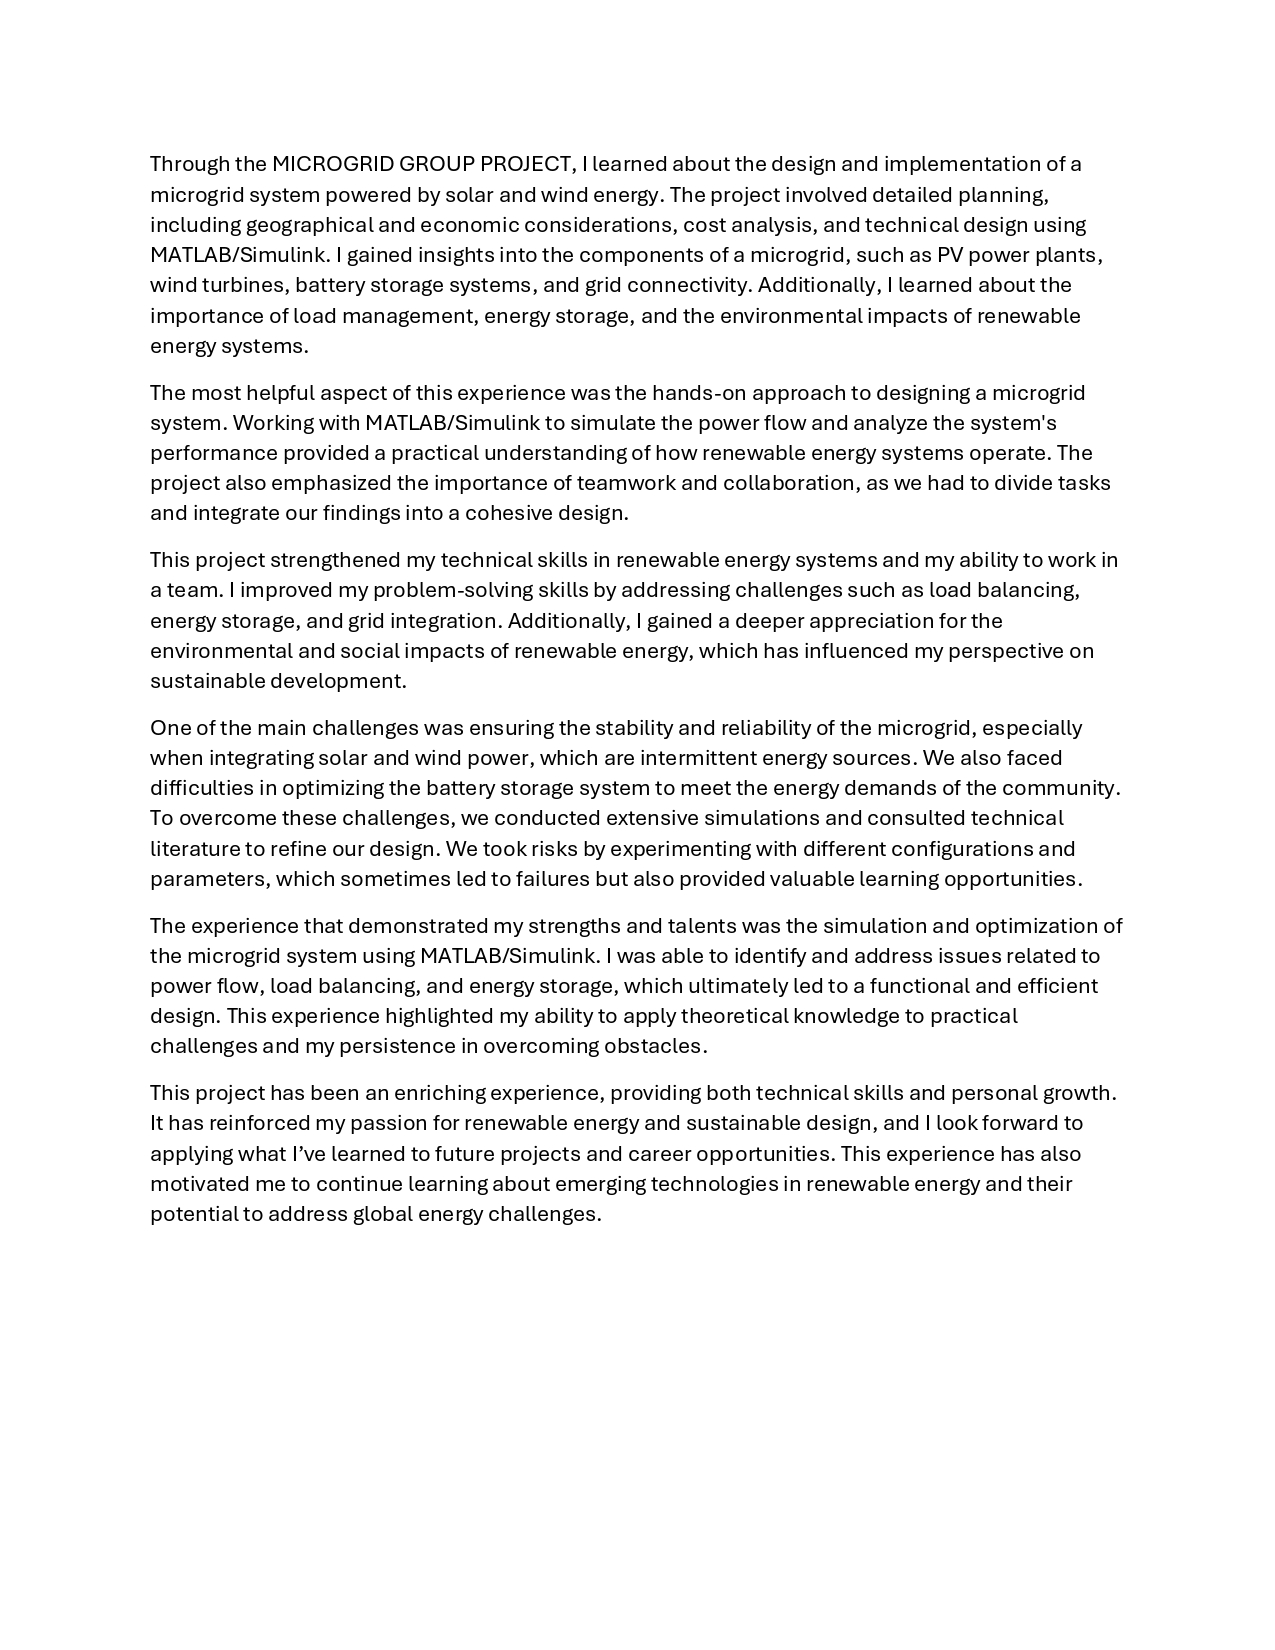 Through the MICROGRID GROUP PROJECT, I learned about the design and implementation of a
microgrid system powered by solar and wind energy. The project involved detailed planning,
including geographical and economic considerations, cost analysis, and technical design using
MATLAB/Simulink. I gained insights into the components of a microgrid, such as PV power plants,
wind turbines, battery storage systems, and grid connectivity. Additionally, I learned about the
importance of load management, energy storage, and the environmental impacts of renewable
energy systems.
The most helpful aspect of this experience was the hands-on approach to designing a microgrid
system. Working with MATLAB/Simulink to simulate the power flow and analyze the system's
performance provided a practical understanding of how renewable energy systems operate. The
project also emphasized the importance of teamwork and collaboration, as we had to divide tasks
and integrate our findings into a cohesive design.
This project strengthened my technical skills in renewable energy systems and my ability to work in
a team. I improved my problem-solving skills by addressing challenges such as load balancing,
energy storage, and grid integration. Additionally, I gained a deeper appreciation for the
environmental and social impacts of renewable energy, which has influenced my perspective on
sustainable development.
One of the main challenges was ensuring the stability and reliability of the microgrid, especially
when integrating solar and wind power, which are intermittent energy sources. We also faced
difficulties in optimizing the battery storage system to meet the energy demands of the community.
To overcome these challenges, we conducted extensive simulations and consulted technical
literature to refine our design. We took risks by experimenting with different configurations and
parameters, which sometimes led to failures but also provided valuable learning opportunities.
The experience that demonstrated my strengths and talents was the simulation and optimization of
the microgrid system using MATLAB/Simulink. I was able to identify and address issues related to
power flow, load balancing, and energy storage, which ultimately led to a functional and efficient
design. This experience highlighted my ability to apply theoretical knowledge to practical
challenges and my persistence in overcoming obstacles.
This project has been an enriching experience, providing both technical skills and personal growth.
It has reinforced my passion for renewable energy and sustainable design, and I look forward to
applying what I’ve learned to future projects and career opportunities. This experience has also
motivated me to continue learning about emerging technologies in renewable energy and their
potential to address global energy challenges.